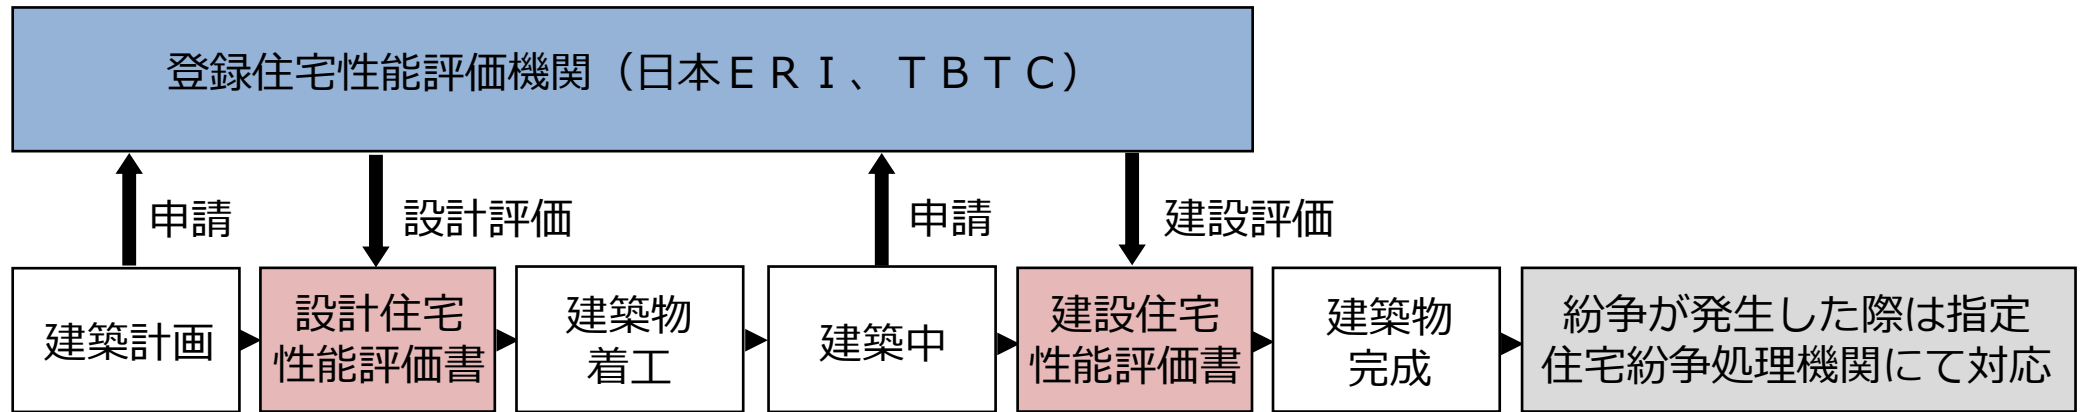 登録住宅性能評価機関（日本ＥＲＩ、ＴＢＴＣ）
申請
設計評価
申請
建設評価
建築計画
設計住宅
性能評価書
建築物
着工
建築中
建設住宅
性能評価書
建築物
完成
紛争が発生した際は指定
住宅紛争処理機関にて対応